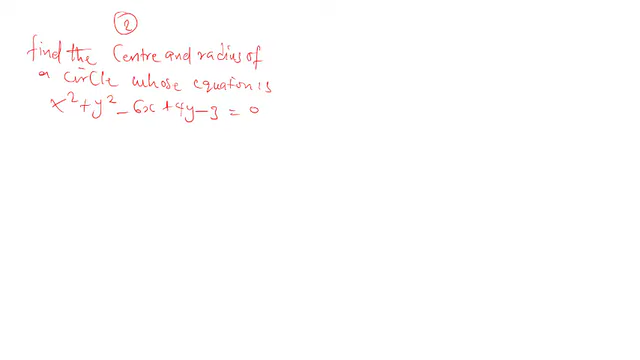 ②
find the Centre and radius of
a circle whose equation is
x² + y² - 6x + 4y - 3 = 0